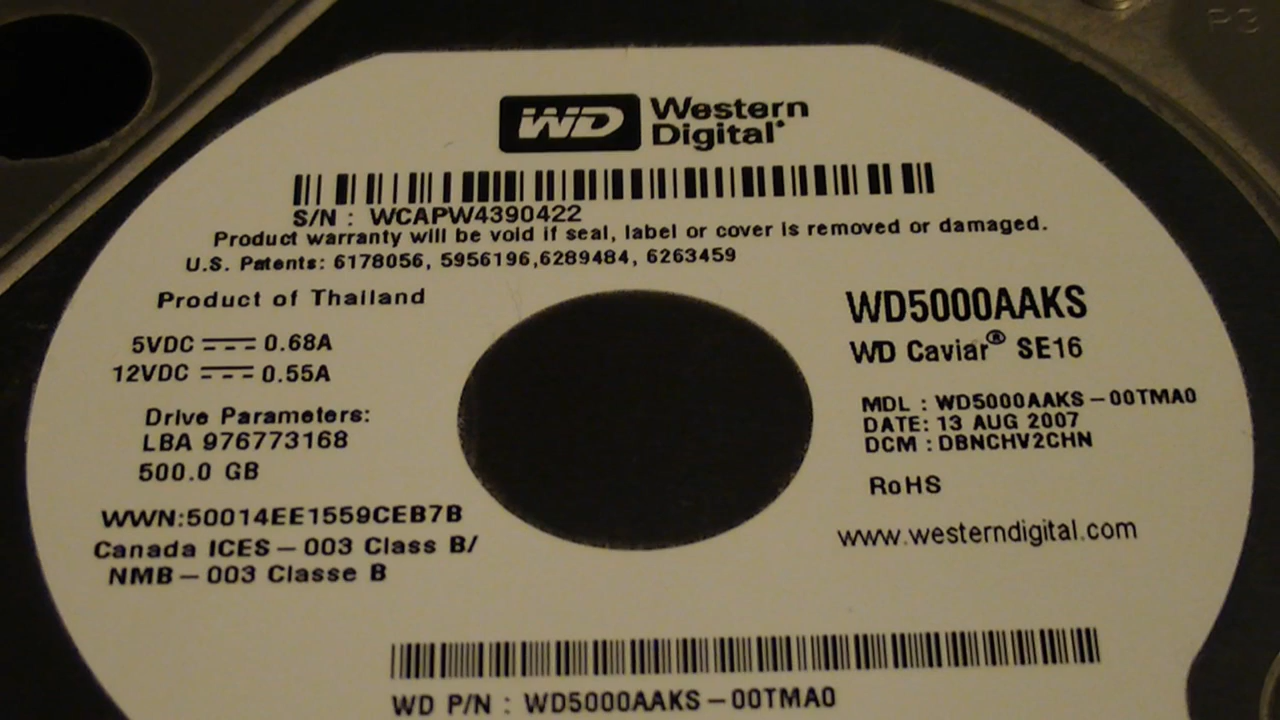 WD Western
Digital
S/N : WCAPW4390422
Product warranty will be void if seal, label or cover is removed or damaged.
U.S. Patents: 6178056, 5956196,6289484, 6263459
Product of Thailand
5VDC 0.68A
12VDC 0.55A
Drive Parameters:
LBA 976773168
500.0 GB
WWN:50014EE1559CEB7B
Canada ICES – 003 Class B/
NMB – 003 Classe B
WD5000AAKS
WD Caviar® SE16
MDL : WD5000AAKS – 00TMA0
DATE: 13 AUG 2007
DCM : DBNCHV2CHN
RoHS
www.westerndigital.com
WD P/N : WD5000AAKS – 00TMA0